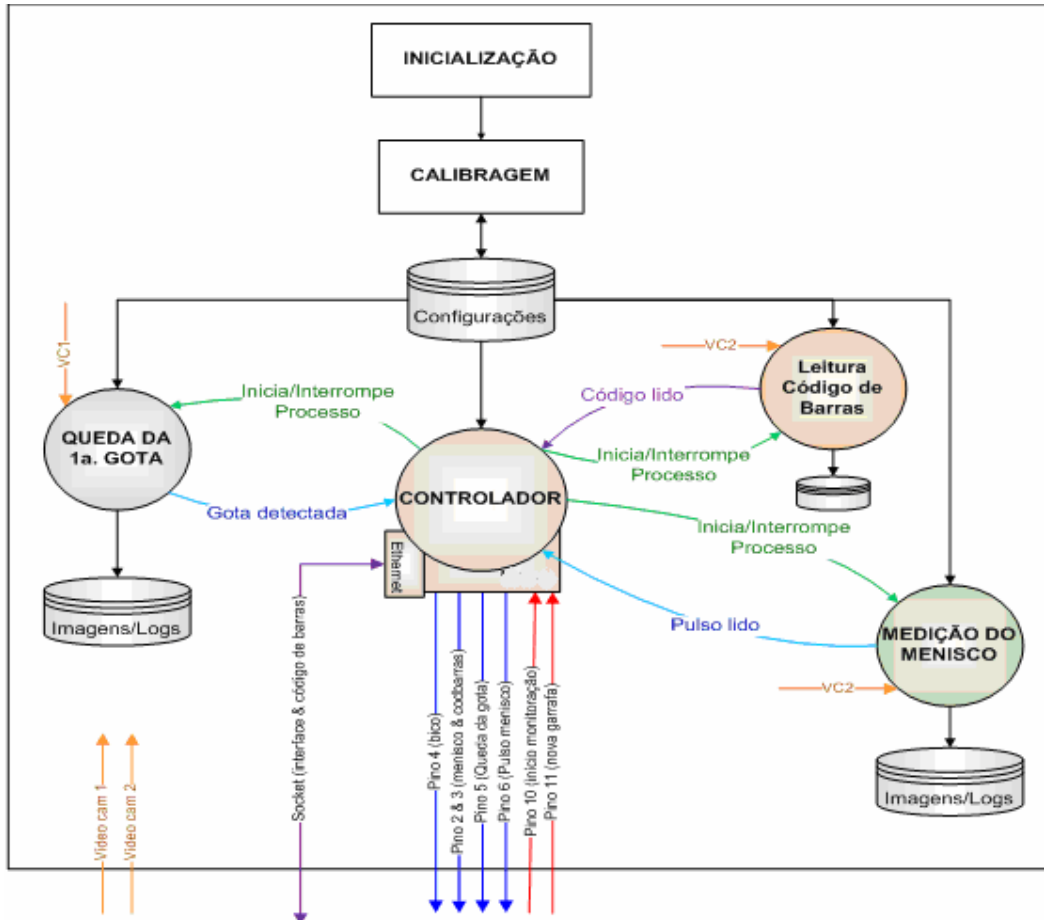 INICIALIZAÇÃO
CALIBRAGEM
Configurações
VC1
VC2
Leitura
Código de
Barras
Inicia/Interrompe
Processo
Código lido
QUEDA DA
1a. GOTA
Inicia/Interrompe
Processo
CONTROLADOR
Gota detectada
Inicia/Interrompe
Processo
Ethernet
Imagens/Logs
Pulso lido
MEDIÇÃO DO
MENISCO
VC2
Imagens/Logs
Video cam 1
Video cam 2
Socket (interface & código de barras)
Pino 4 (bico)
Pino 2 & 3 (menisco & codbarras)
Pino 5 (Queda da gota)
Pino 6 (Pulso menisco)
Pino 10 (início monitoração)
Pino 11 (nova garrafa)